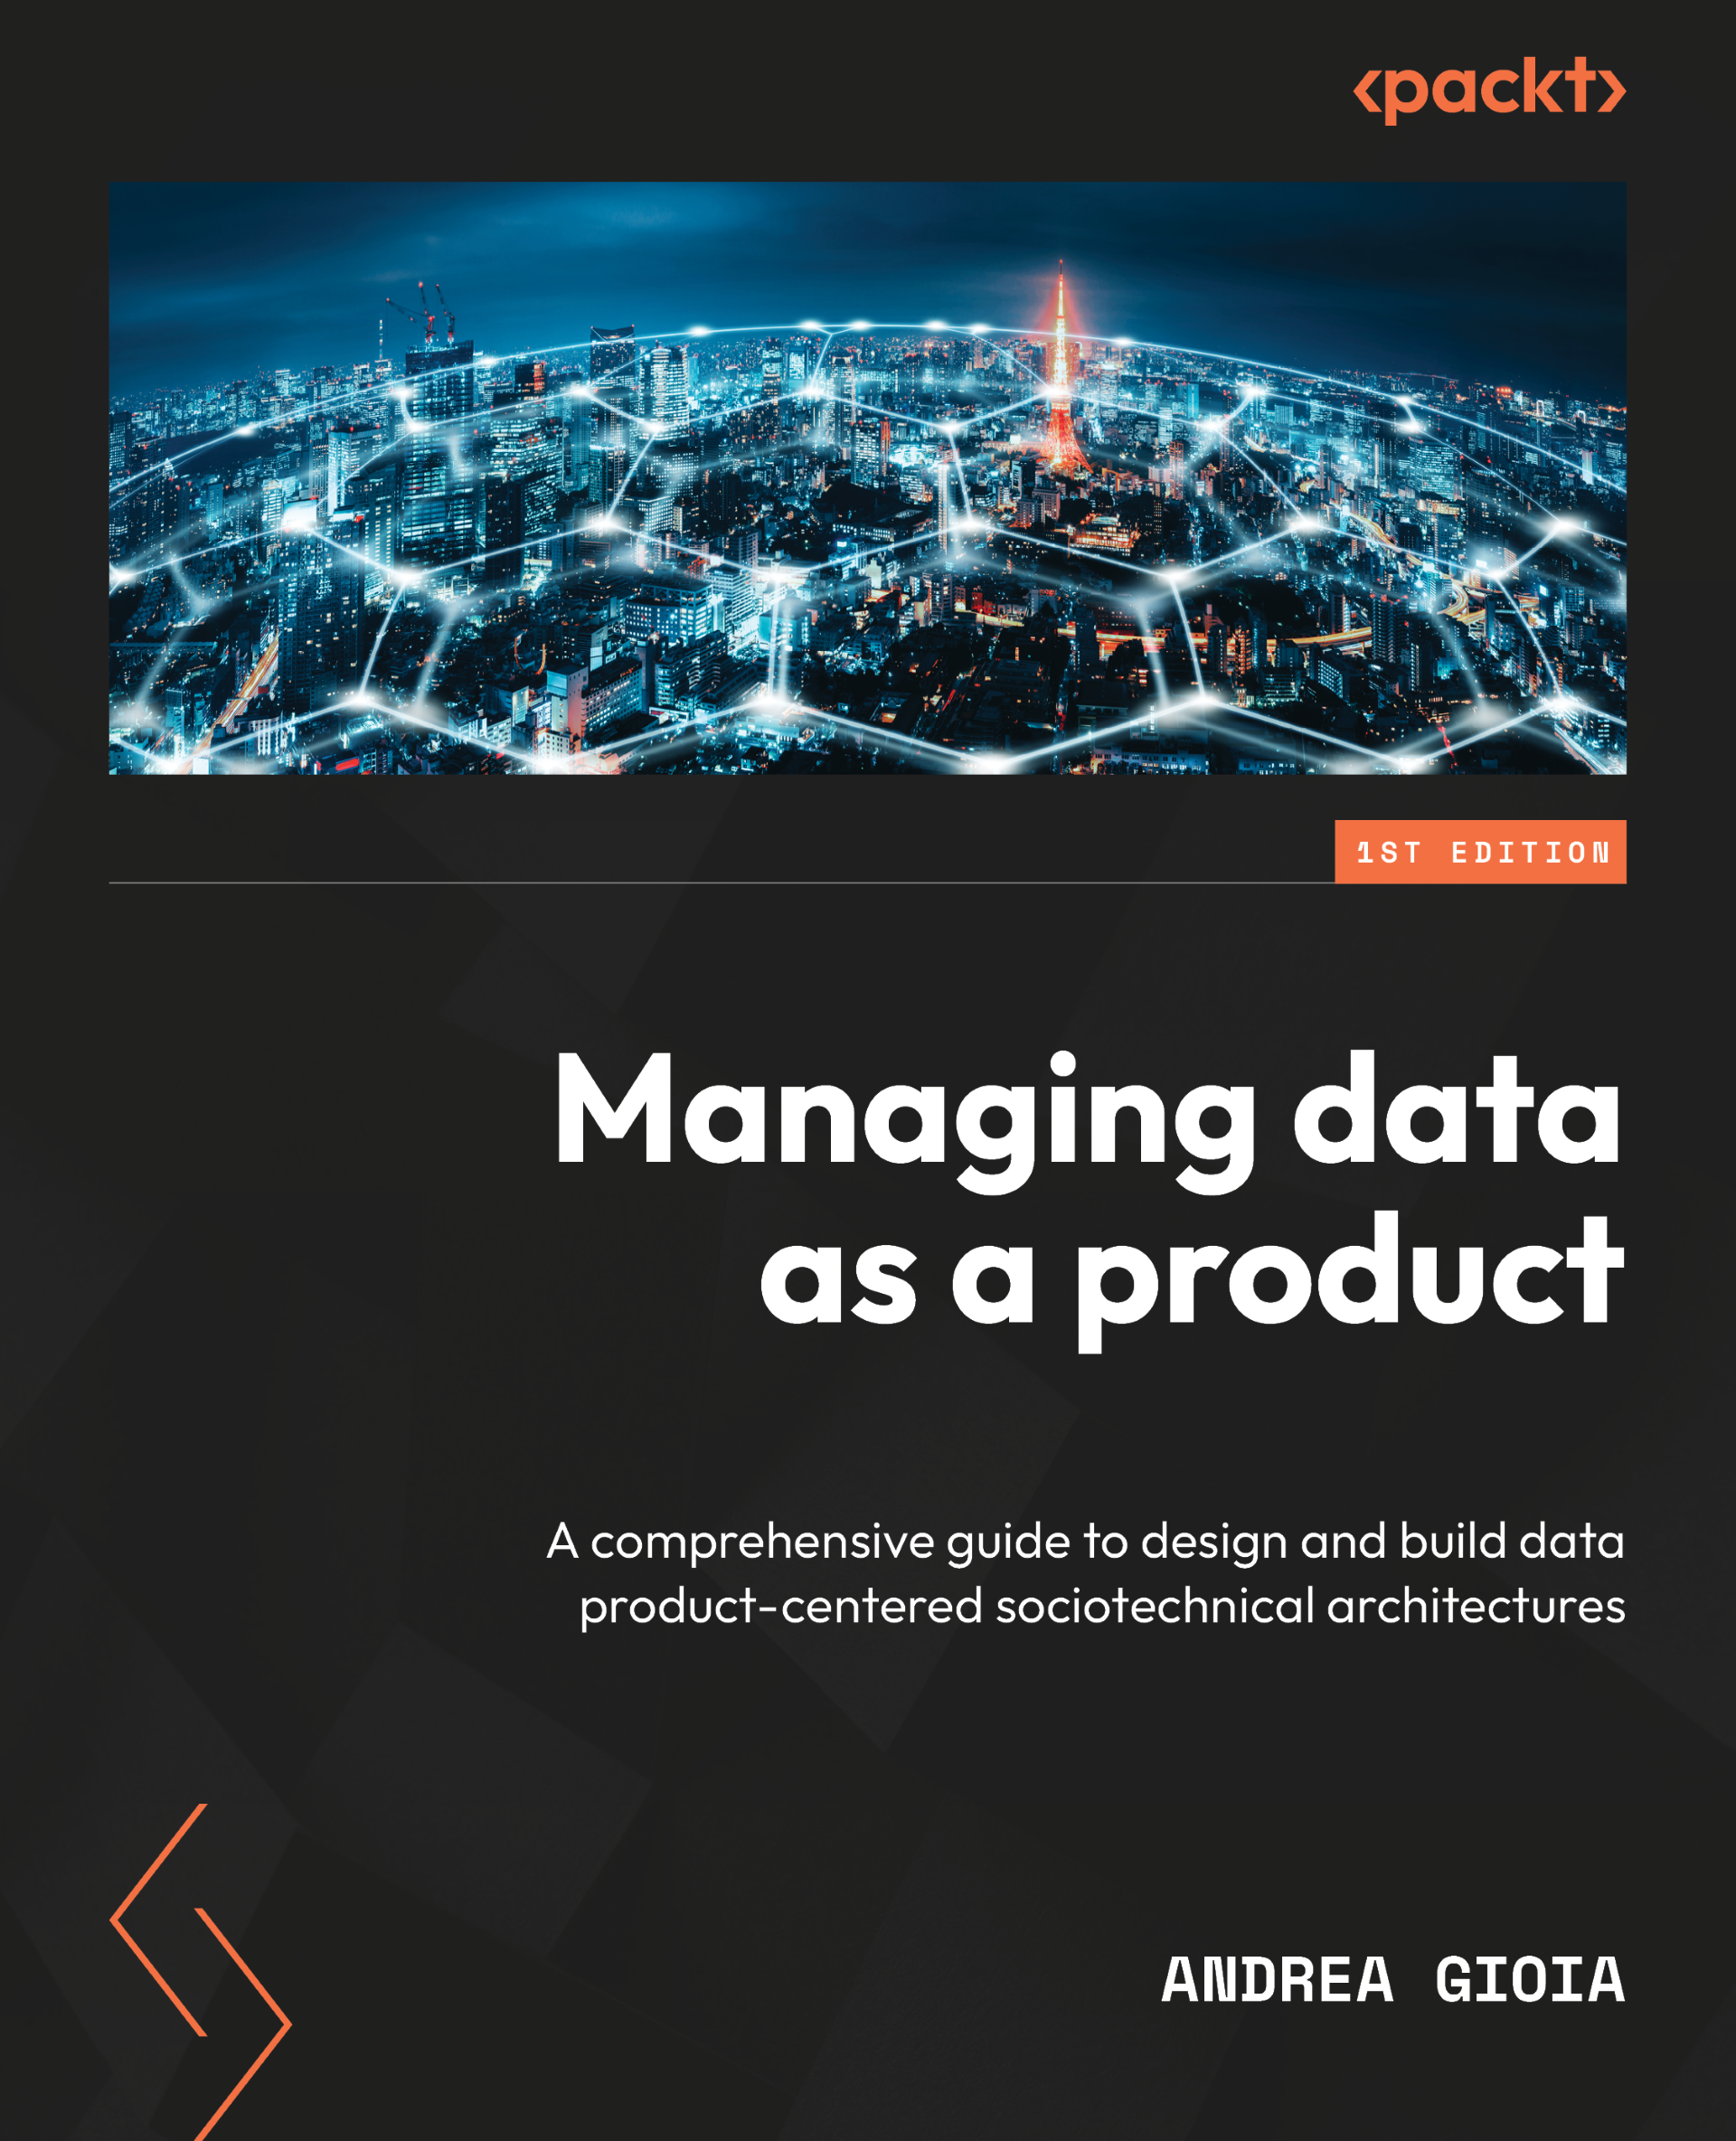 <packt>
1ST EDITION
Managing data
as a product
A comprehensive guide to design and build data
product-centered sociotechnical architectures
ANDREA GIOIA